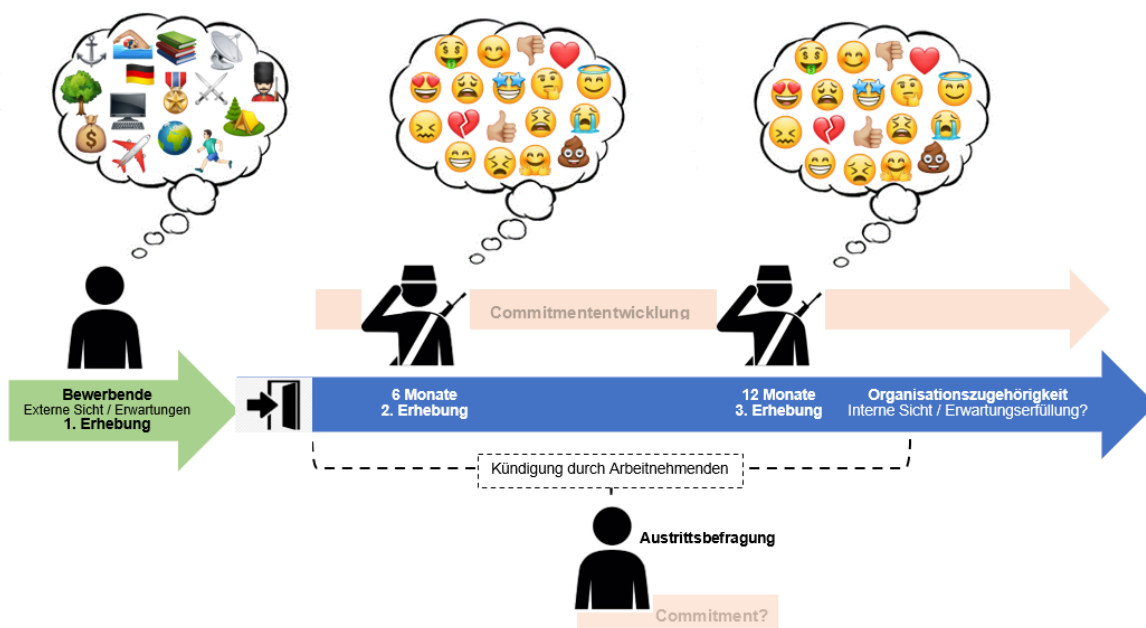 Commitmententwicklung
Bewerbende
Externe Sicht / Erwartungen
1. Erhebung
6 Monate
2. Erhebung
12 Monate
3. Erhebung
Organisationszugehörigkeit
Interne Sicht / Erwartungserfüllung?
Kündigung durch Arbeitnehmenden
Austrittsbefragung
Commitment?